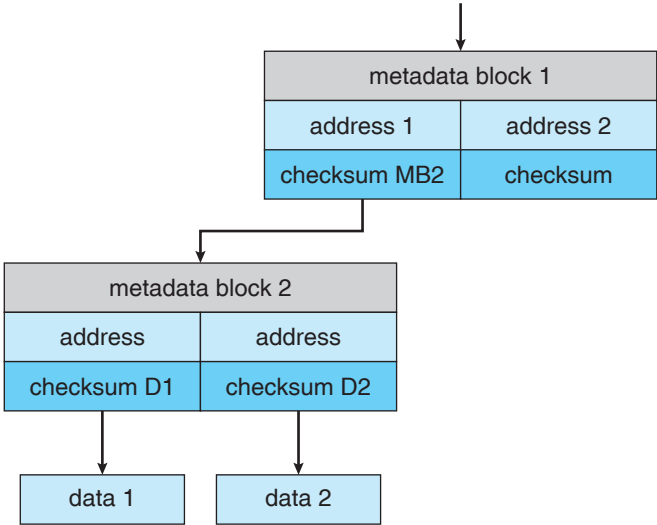 metadata block 1
address 1 address 2
checksum MB2 checksum
metadata block 2
address address
checksum D1 checksum D2
data 1 data 2